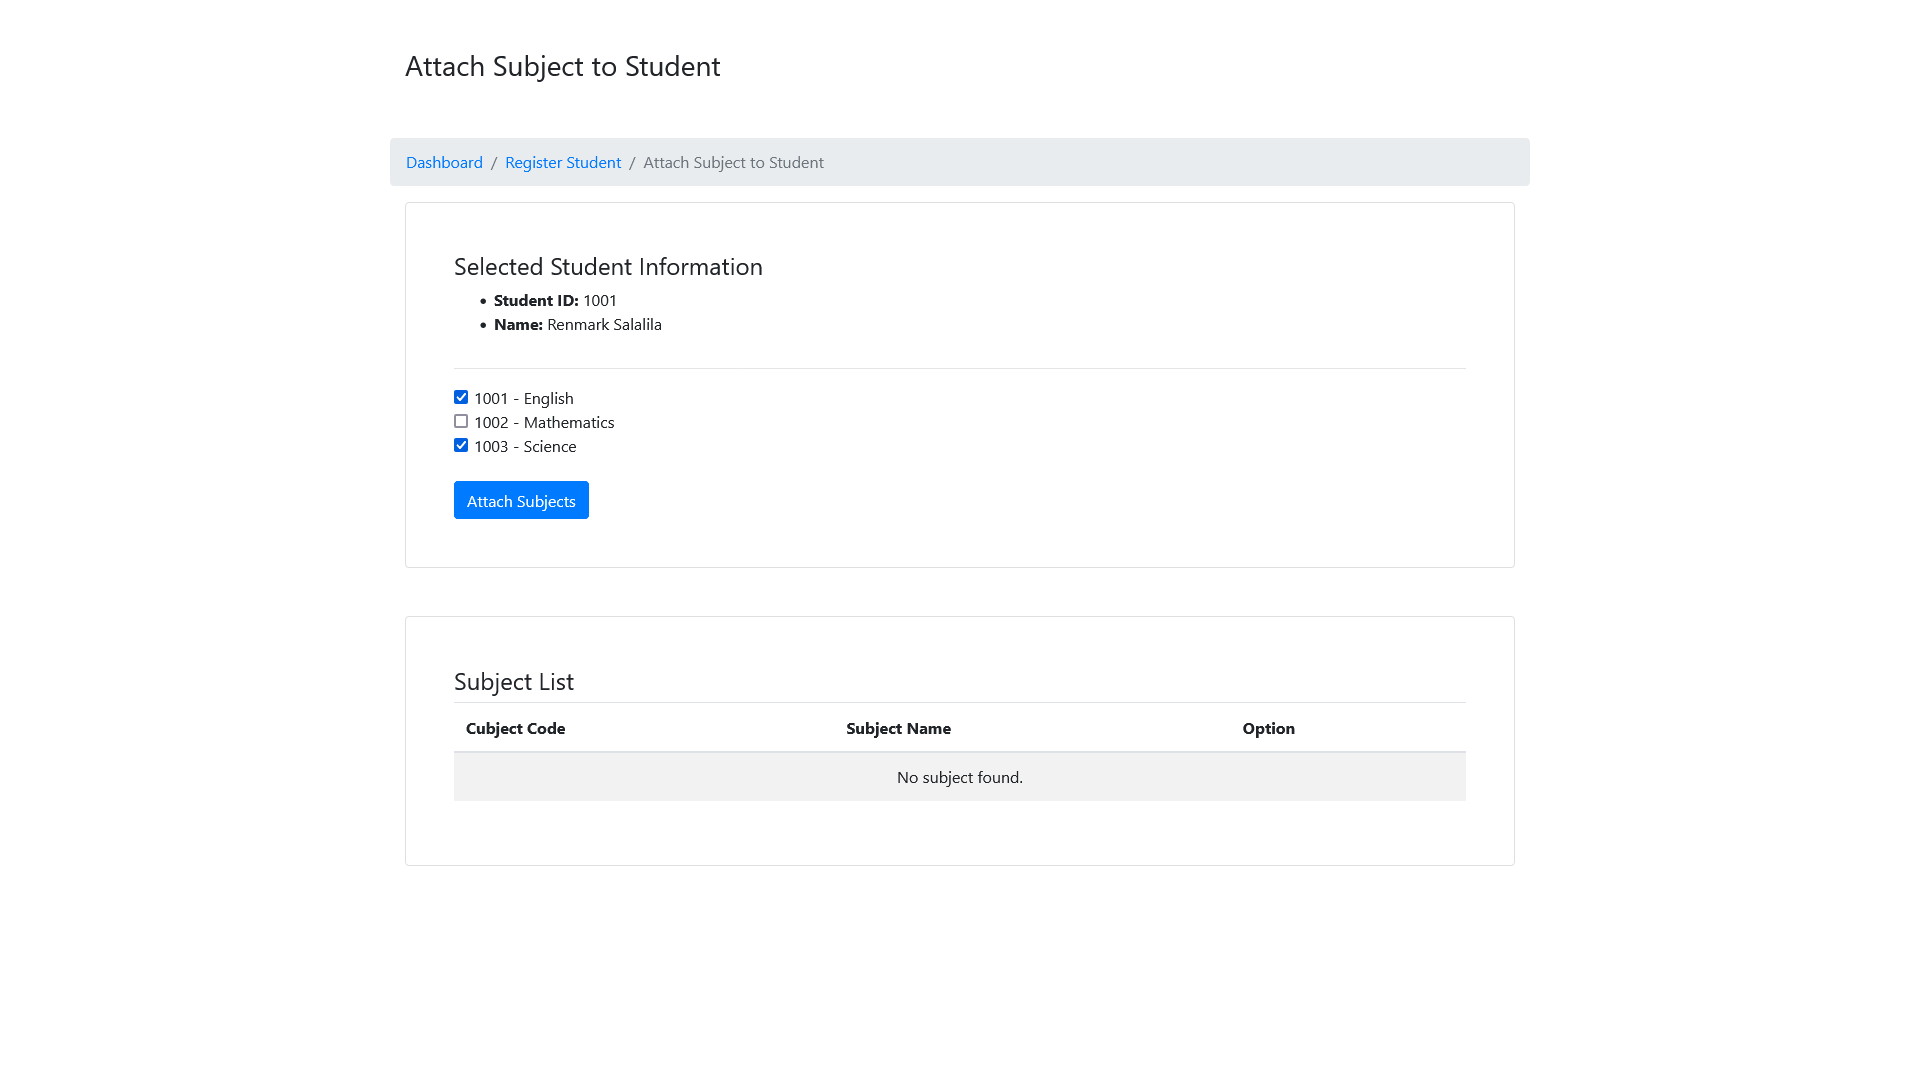 Attach Subject to Student
Dashboard / Register Student / Attach Subject to Student
Selected Student Information
• Student ID: 1001
• Name: Renmark Salalila
1001 - English
1002 - Mathematics
1003 - Science
Attach Subjects
Subject List
Cubject Code Subject Name Option
No subject found.